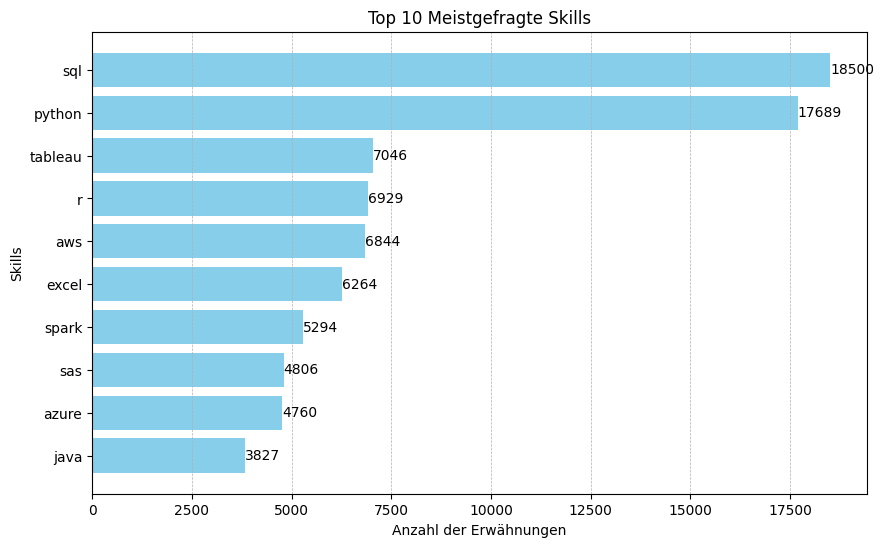 Top 10 Meistgefragte Skills
Skills
sql 18500
python 17689
tableau 7046
r 6929
aws 6844
excel 6264
spark 5294
sas 4806
azure 4760
java 3827
0 2500 5000 7500 10000 12500 15000 17500
Anzahl der Erwähnungen